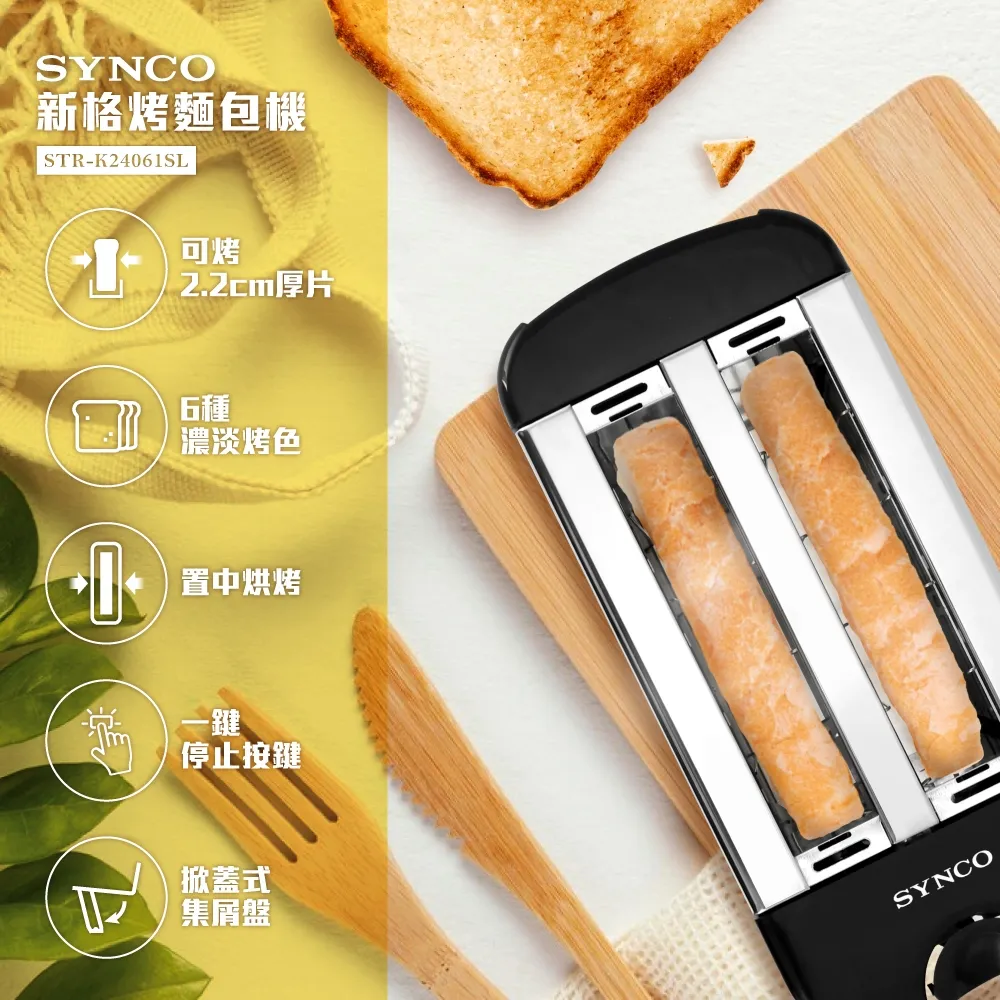 SYNCO
新格烤麵包機
STR-K24061SL
可烤
2.2cm厚片
6種
濃淡烤色
置中烘烤
一鍵
停止按鍵
掀蓋式
集屑盤
SYNCO